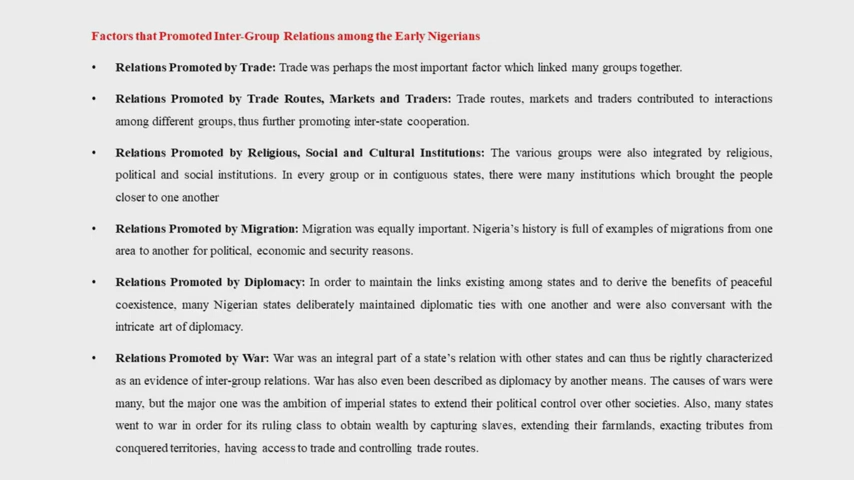 Factors that Promoted Inter-Group Relations among the Early Nigerians
• Relations Promoted by Trade: Trade was perhaps the most important factor which linked many groups together.
• Relations Promoted by Trade Routes, Markets and Traders: Trade routes, markets and traders contributed to interactions
among different groups, thus further promoting inter-state cooperation.
• Relations Promoted by Religious, Social and Cultural Institutions: The various groups were also integrated by religious,
political and social institutions. In every group or in contiguous states, there were many institutions which brought the people
closer to one another
• Relations Promoted by Migration: Migration was equally important. Nigeria's history is full of examples of migrations from one
area to another for political, economic and security reasons.
• Relations Promoted by Diplomacy: In order to maintain the links existing among states and to derive the benefits of peaceful
coexistence, many Nigerian states deliberately maintained diplomatic ties with one another and were also conversant with the
intricate art of diplomacy.
• Relations Promoted by War: War was an integral part of a state's relation with other states and can thus be rightly characterized
as an evidence of inter-group relations. War has also even been described as diplomacy by another means. The causes of wars were
many, but the major one was the ambition of imperial states to extend their political control over other societies. Also, many states
went to war in order for its ruling class to obtain wealth by capturing slaves, extending their farmlands, exacting tributes from
conquered territories, having access to trade and controlling trade routes.